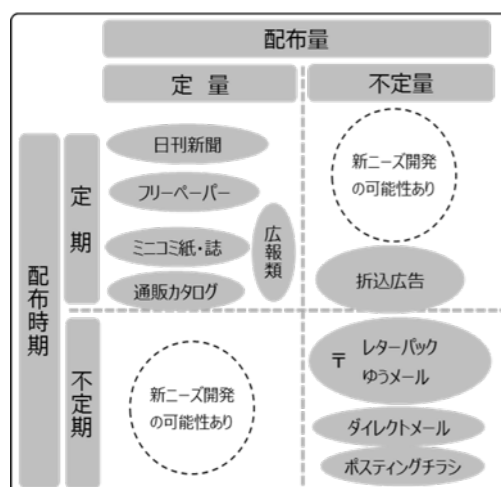 配布量
定 量
不定量
配布時期
定 期
不定期
日刊新聞
フリーペーパー
ミニコミ紙・誌
通販カタログ
広報類
新ニーズ開発
の可能性あり
折込広告
新ニーズ開発
の可能性あり
〒 レターパック
ゆうメール
ダイレクトメール
ポスティングチラシ